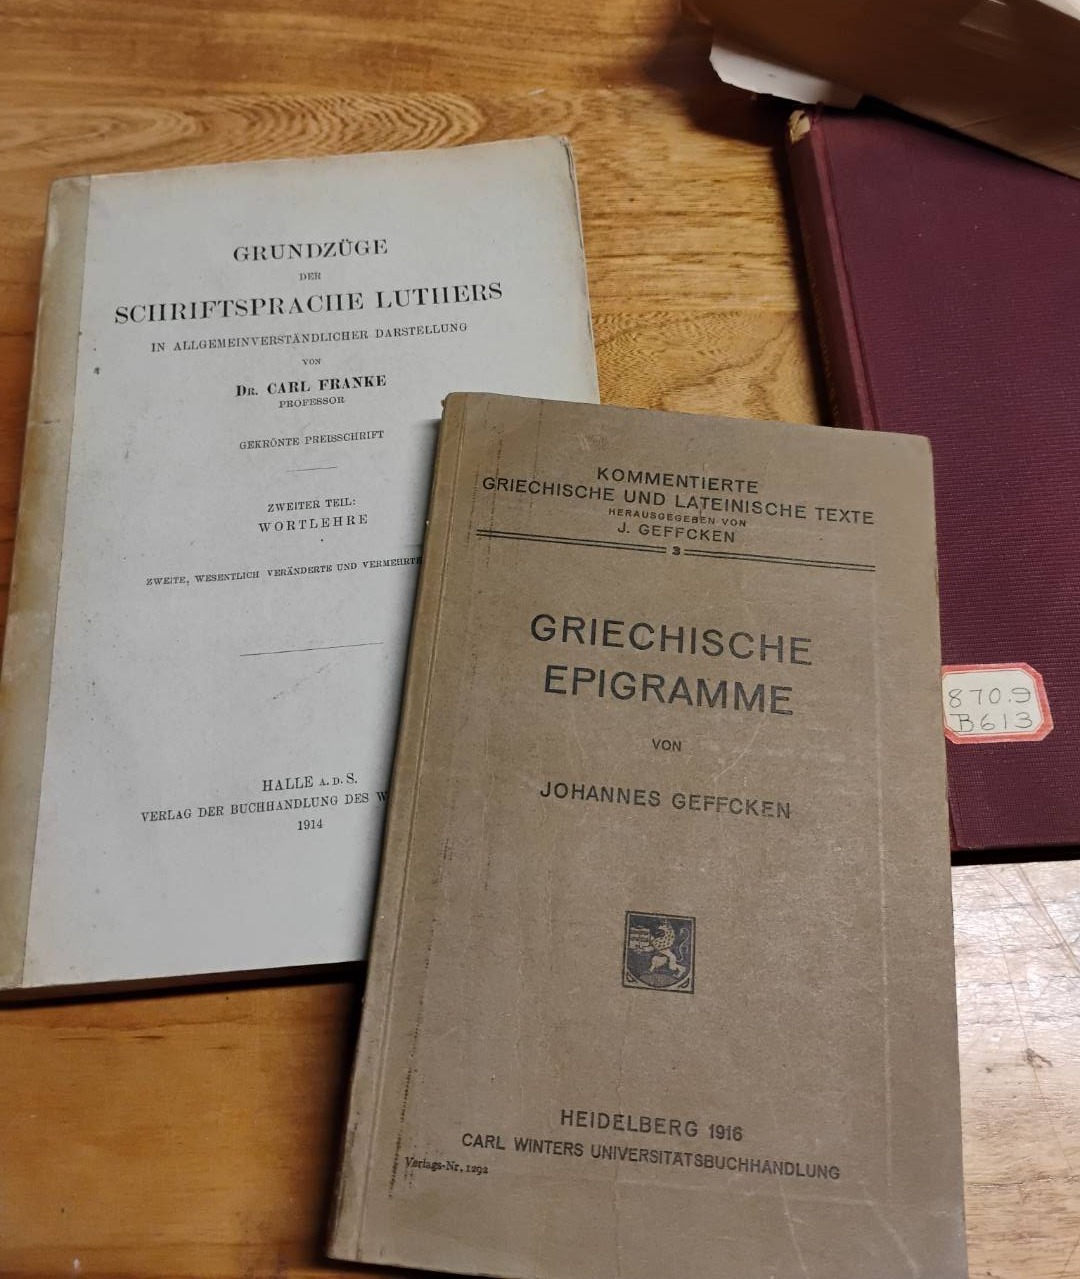 GRUNDZÜGE
DER
SCHRIFTSPRACHE LUTHERS
IN ALLGEMEINVERSTÄNDLICHER DARSTELLUNG
VON
DR. CARL FRANKE
PROFESSOR
GEKRÖNTE PREISSCHRIFT
ZWEITER TEIL:
WORTLEHRE
ZWEITE, WESENTLICH VERÄNDERTE UND VERMEHRTE
HALLE A. D. S.
VERLAG DER BUCHHANDLUNG DES W
1914
KOMMENTIERTE
GRIECHISCHE UND LATEINISCHE TEXTE
HERAUSGEGEBEN VON
J. GEFFCKEN
3
GRIECHISCHE
EPIGRAMME
VON
JOHANNES GEFFCKEN
HEIDELBERG 1916
CARL WINTERS UNIVERSITÄTSBUCHHANDLUNG
Verlags-Nr. 1292
870.9
B613